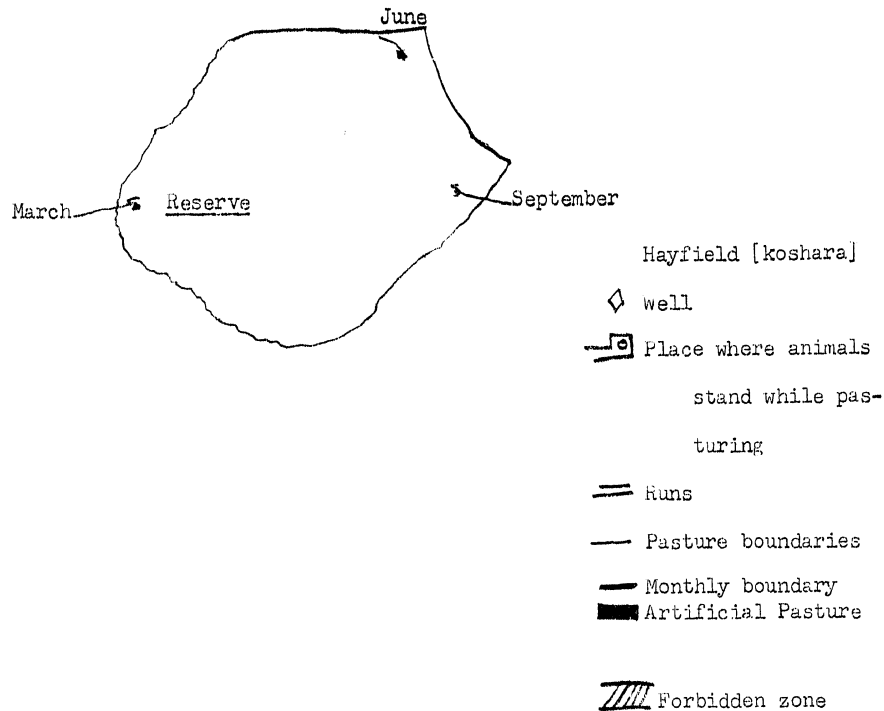 June
March
Reserve
September
Hayfield [koshara]
well
Place where animals
stand while pas-
turing
Runs
Pasture boundaries
Monthly boundary
Artificial Pasture
Forbidden zone